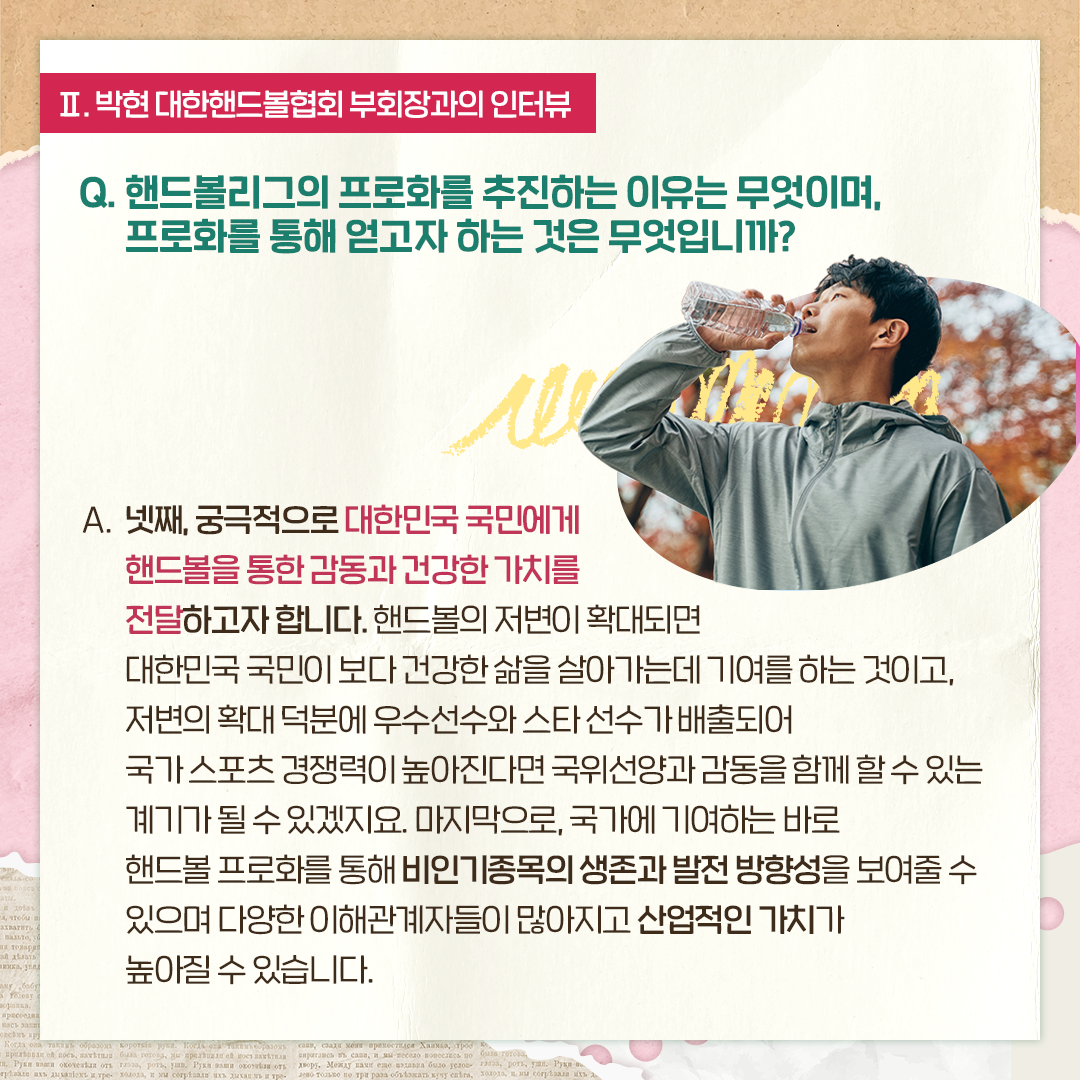 Ⅱ. 박현 대한핸드볼협회 부회장과의 인터뷰
Q. 핸드볼리그의 프로화를 추진하는 이유는 무엇이며,
프로화를 통해 얻고자 하는 것은 무엇입니까?
A. 넷째, 궁극적으로 대한민국 국민에게
핸드볼을 통한 감동과 건강한 가치를
전달하고자 합니다. 핸드볼의 저변이 확대되면
대한민국 국민이 보다 건강한 삶을 살아가는데 기여를 하는 것이고,
저변의 확대 덕분에 우수선수와 스타 선수가 배출되어
국가 스포츠 경쟁력이 높아진다면 국위선양과 감동을 함께 할 수 있는
계기가 될 수 있겠지요. 마지막으로, 국가에 기여하는 바로
핸드볼 프로화를 통해 비인기종목의 생존과 발전 방향성을 보여줄 수
있으며 다양한 이해관계자들이 많아지고 산업적인 가치가
높아질 수 있습니다.